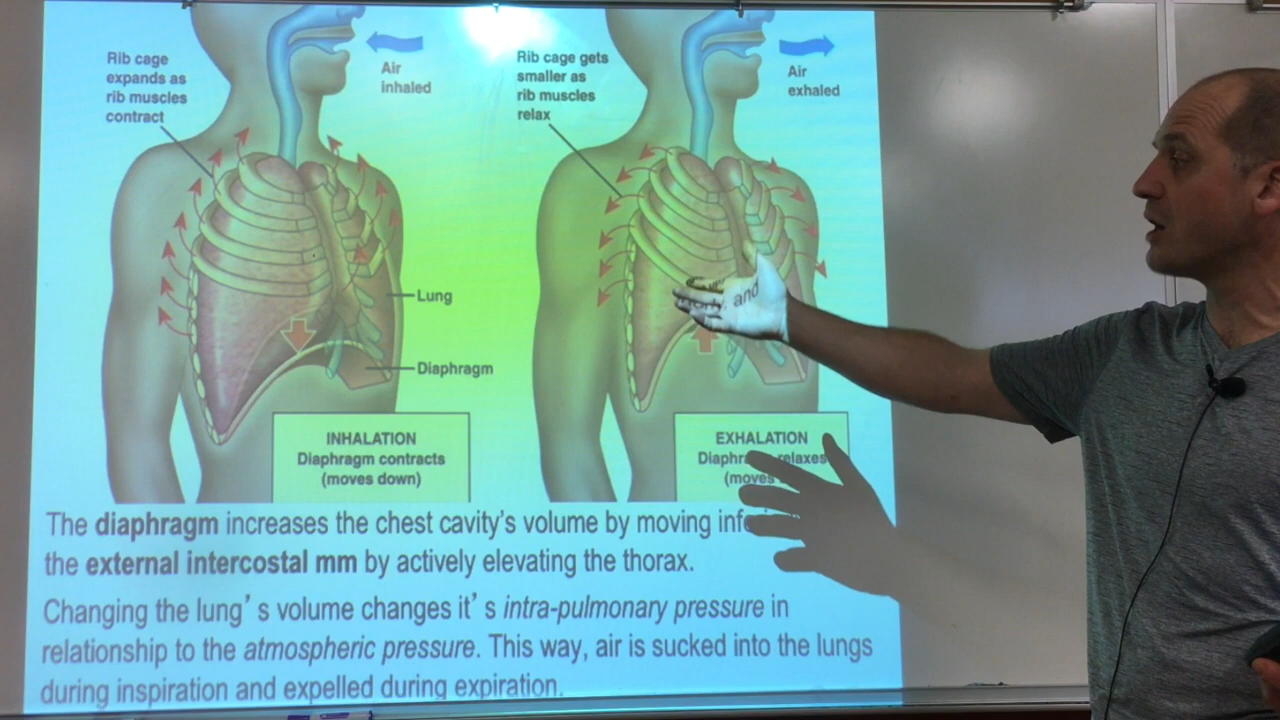 Rib cage
expands as
rib muscles
contract
Air
inhaled
Rib cage gets
smaller as
rib muscles
relax
Air
exhaled
Lung
Diaphragm
INHALATION
Diaphragm contracts
(moves down)
EXHALATION
relaxes
(moves
The diaphragm increases the chest cavity's volume by moving and
the external intercostal mm by actively elevating the thorax.
Changing the lung's volume changes it's intra-pulmonary pressure in
relationship to the atmospheric pressure. This way, air is sucked into the lungs
during inspiration and expelled during expiration.